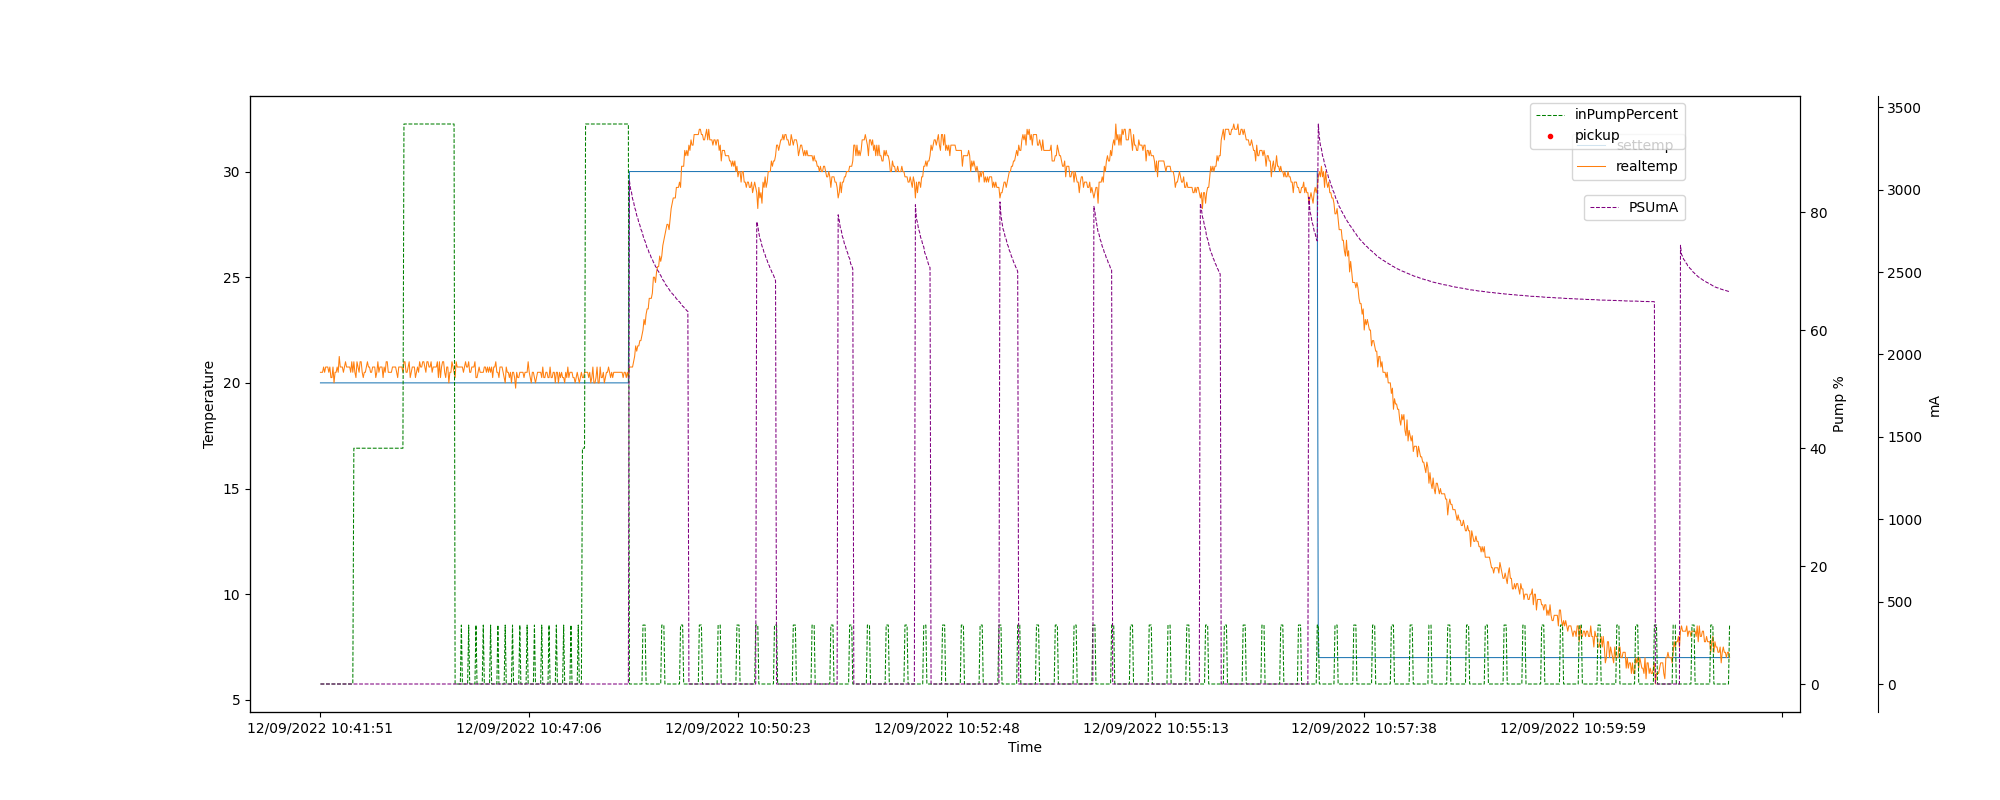 inPumpPercent
pickup
settemp
realtemp
PSUmA
30
25
20
15
10
5
Temperature
80
60
40
20
0
Pump %
3500
3000
2500
2000
1500
1000
500
0
mA
12/09/2022 10:41:51
12/09/2022 10:47:06
12/09/2022 10:50:23
12/09/2022 10:52:48
12/09/2022 10:55:13
12/09/2022 10:57:38
12/09/2022 10:59:59
Time